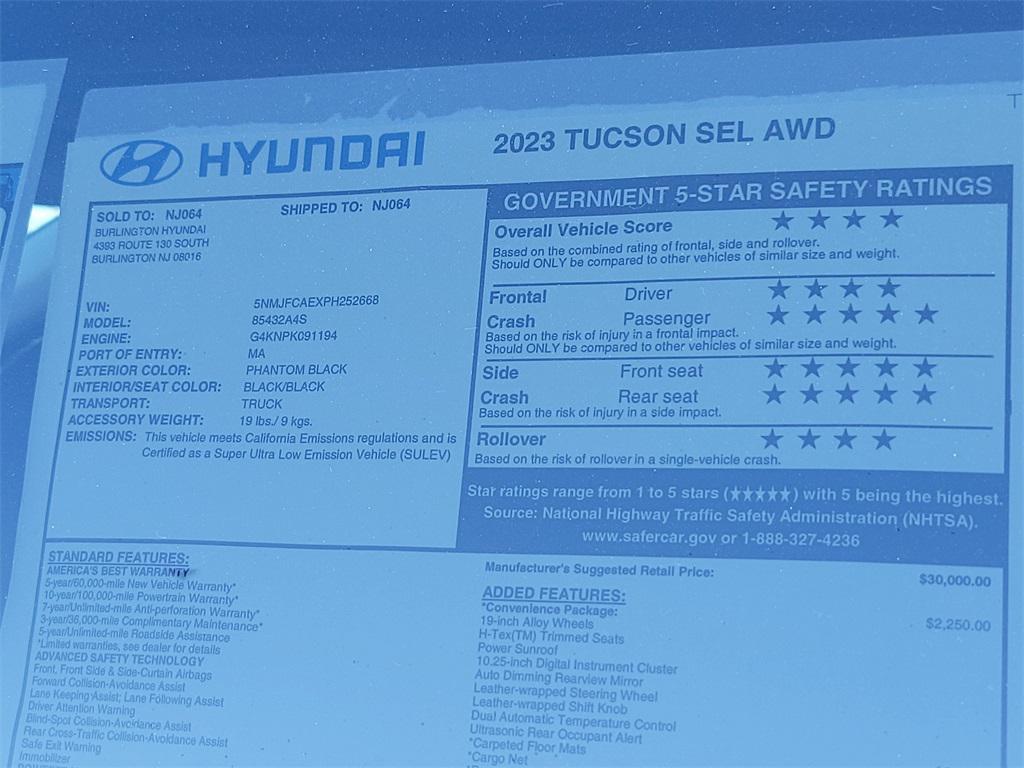 HYUNDAI
2023 TUCSON SEL AWD
SOLD TO: NJ064
SHIPPED TO: NJ064
BURLINGTON HYUNDAI
4393 ROUTE 130 SOUTH
BURLINGTON NJ 08016
VIN: 5NMJFCAEXPH252668
MODEL: 85432A4S
ENGINE: G4KNPK091194
PORT OF ENTRY: MA
EXTERIOR COLOR: PHANTOM BLACK
INTERIOR/SEAT COLOR: BLACK/BLACK
TRANSPORT: TRUCK
ACCESSORY WEIGHT: 19 lbs./ 9 kgs.
EMISSIONS: This vehicle meets California Emissions regulations and is
Certified as a Super Ultra Low Emission Vehicle (SULEV)
GOVERNMENT 5-STAR SAFETY RATINGS
Overall Vehicle Score ★ ★ ★ ★
Based on the combined rating of frontal, side and rollover.
Should ONLY be compared to other vehicles of similar size and weight.
Frontal Driver ★ ★ ★ ★
Crash Passenger ★ ★ ★ ★ ★
Based on the risk of injury in a frontal impact.
Should ONLY be compared to other vehicles of similar size and weight.
Side Front seat ★ ★ ★ ★ ★
Crash Rear seat ★ ★ ★ ★ ★
Based on the risk of injury in a side impact.
Rollover ★ ★ ★ ★
Based on the risk of rollover in a single-vehicle crash.
Star ratings range from 1 to 5 stars (★★★★★) with 5 being the highest.
Source: National Highway Traffic Safety Administration (NHTSA).
www.safercar.gov or 1-888-327-4236
STANDARD FEATURES:
AMERICA'S BEST WARRANTY
5-year/60,000-mile New Vehicle Warranty*
10-year/100,000-mile Powertrain Warranty*
7-year/Unlimited-mile Anti-perforation Warranty*
3-year/36,000-mile Complimentary Maintenance*
5-year/Unlimited-mile Roadside Assistance
*Limited warranties, see dealer for details
ADVANCED SAFETY TECHNOLOGY
Front, Front Side & Side-Curtain Airbags
Forward Collision-Avoidance Assist
Lane Keeping Assist; Lane Following Assist
Driver Attention Warning
Blind-Spot Collision-Avoidance Assist
Rear Cross-Traffic Collision-Avoidance Assist
Safe Exit Warning
Immobilizer
Manufacturer's Suggested Retail Price: $30,000.00
ADDED FEATURES:
*Convenience Package: $2,250.00
19-inch Alloy Wheels
H-Tex(TM) Trimmed Seats
Power Sunroof
10.25-inch Digital Instrument Cluster
Auto Dimming Rearview Mirror
Leather-wrapped Steering Wheel
Leather-wrapped Shift Knob
Dual Automatic Temperature Control
Ultrasonic Rear Occupant Alert
*Carpeted Floor Mats
*Cargo Net